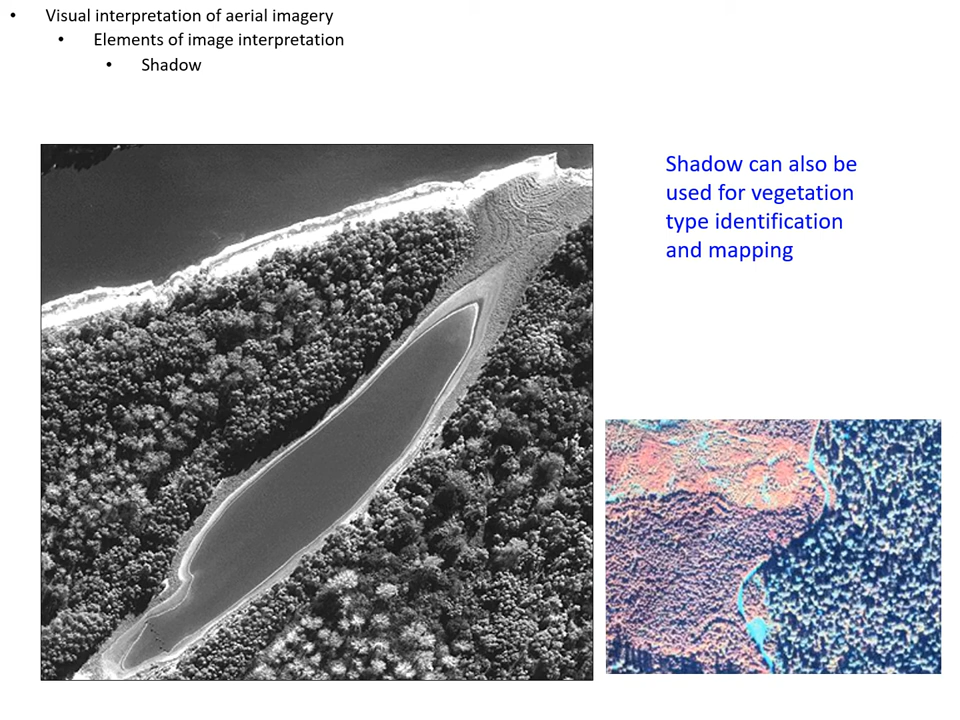 • Visual interpretation of aerial imagery
• Elements of image interpretation
• Shadow
Shadow can also be
used for vegetation
type identification
and mapping